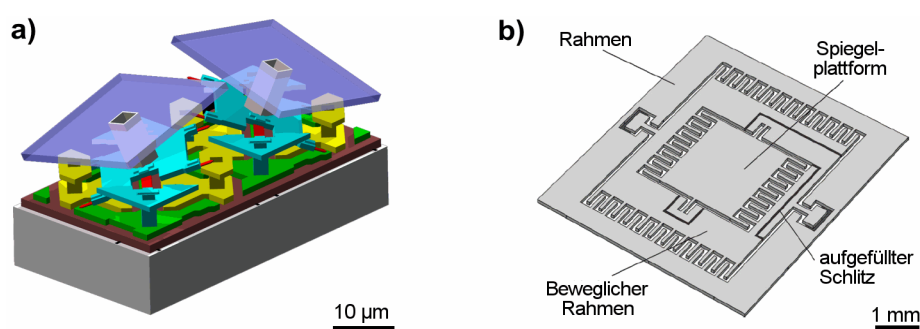 a)
10 µm
b)
Rahmen
Spiegel-
plattform
Beweglicher
Rahmen
aufgefüllter
Schlitz
1 mm